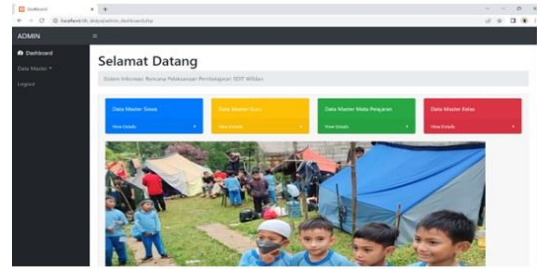 Dashboard
ADMIN
Dashboard
Data Master
Logout
Selamat Datang
Sistem Informasi Rencana Pelaksanaan Pembelajaran SDIT Wildan
Data Master Siswa
Data Master Guru
Data Master Mata Pelajaran
Data Master Kelas
View Details
View Details
View Details
View Details